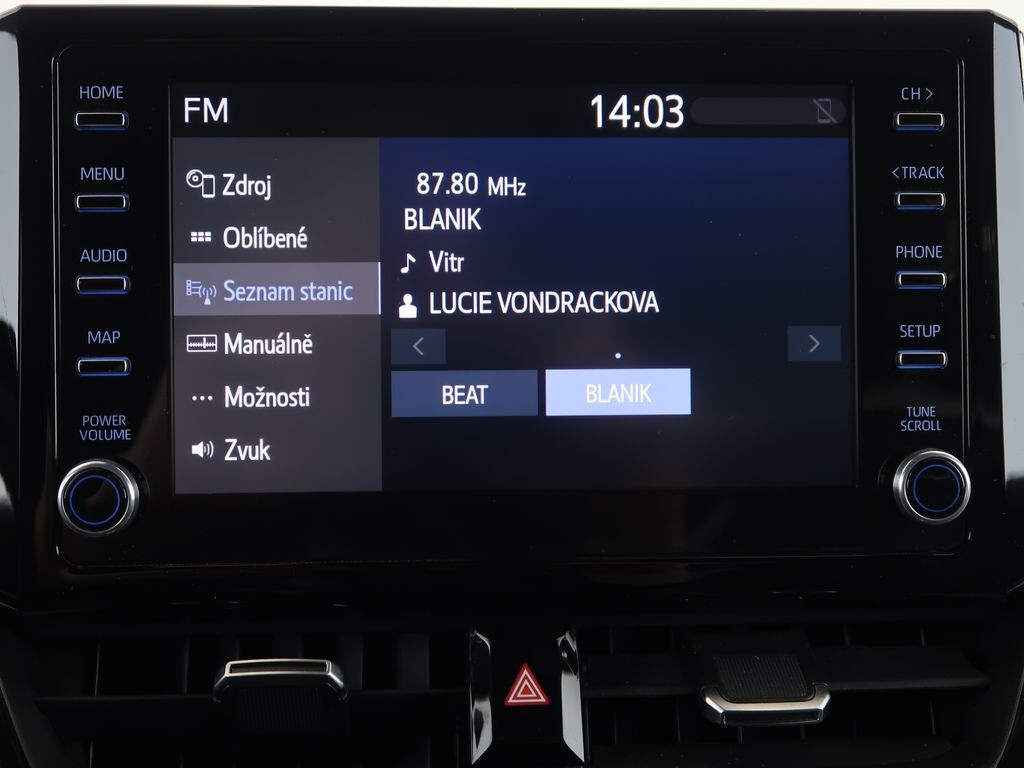 HOME
MENU
AUDIO
MAP
POWER
VOLUME
FM
14:03
Zdroj
Oblíbené
Seznam stanic
Manuálně
Možnosti
Zvuk
87.80 MHz
BLANIK
Vitr
LUCIE VONDRACKOVA
< >
BEAT BLANIK
CH >
< TRACK
PHONE
SETUP
TUNE
SCROLL